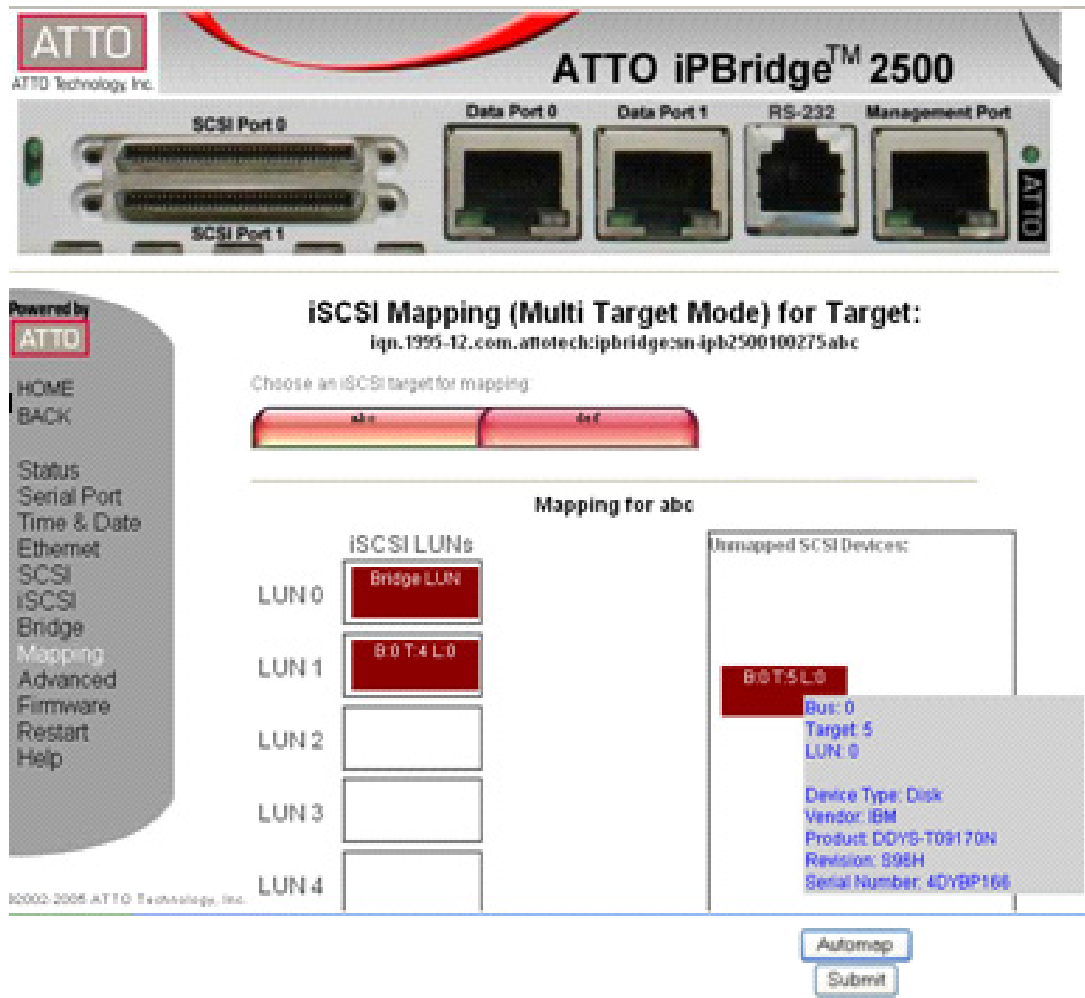 ATTO
ATTO Technology, Inc.
ATTO iPBridge™ 2500
SCSI Port 0
Data Port 0
Data Port 1
RS-232
Management Port
ATTO
SCSI Port 1
Powered by
ATTO
HOME
BACK
Status
Serial Port
Time & Date
Ethernet
SCSI
iSCSI
Bridge
Mapping
Advanced
Firmware
Restart
Help
©2002-2005 ATTO Technology, Inc.
iSCSI Mapping (Multi Target Mode) for Target:
iqn.1995-12.com.attotech:ipbridge:sn-ipb2500100275abc
Choose an iSCSI target for mapping:
abc
def
Mapping for abc
iSCSI LUNs
Unmapped SCSI Devices:
LUN 0
Bridge LUN
LUN 1
B:0 T:4 L:0
B:0 T:5 L:0
Bus: 0
Target: 5
LUN: 0
LUN 2
Device Type: Disk
Vendor: IBM
Product: DDYS-T09170N
Revision: S96H
Serial Number: 4DYBP166
LUN 3
LUN 4
Automap
Submit